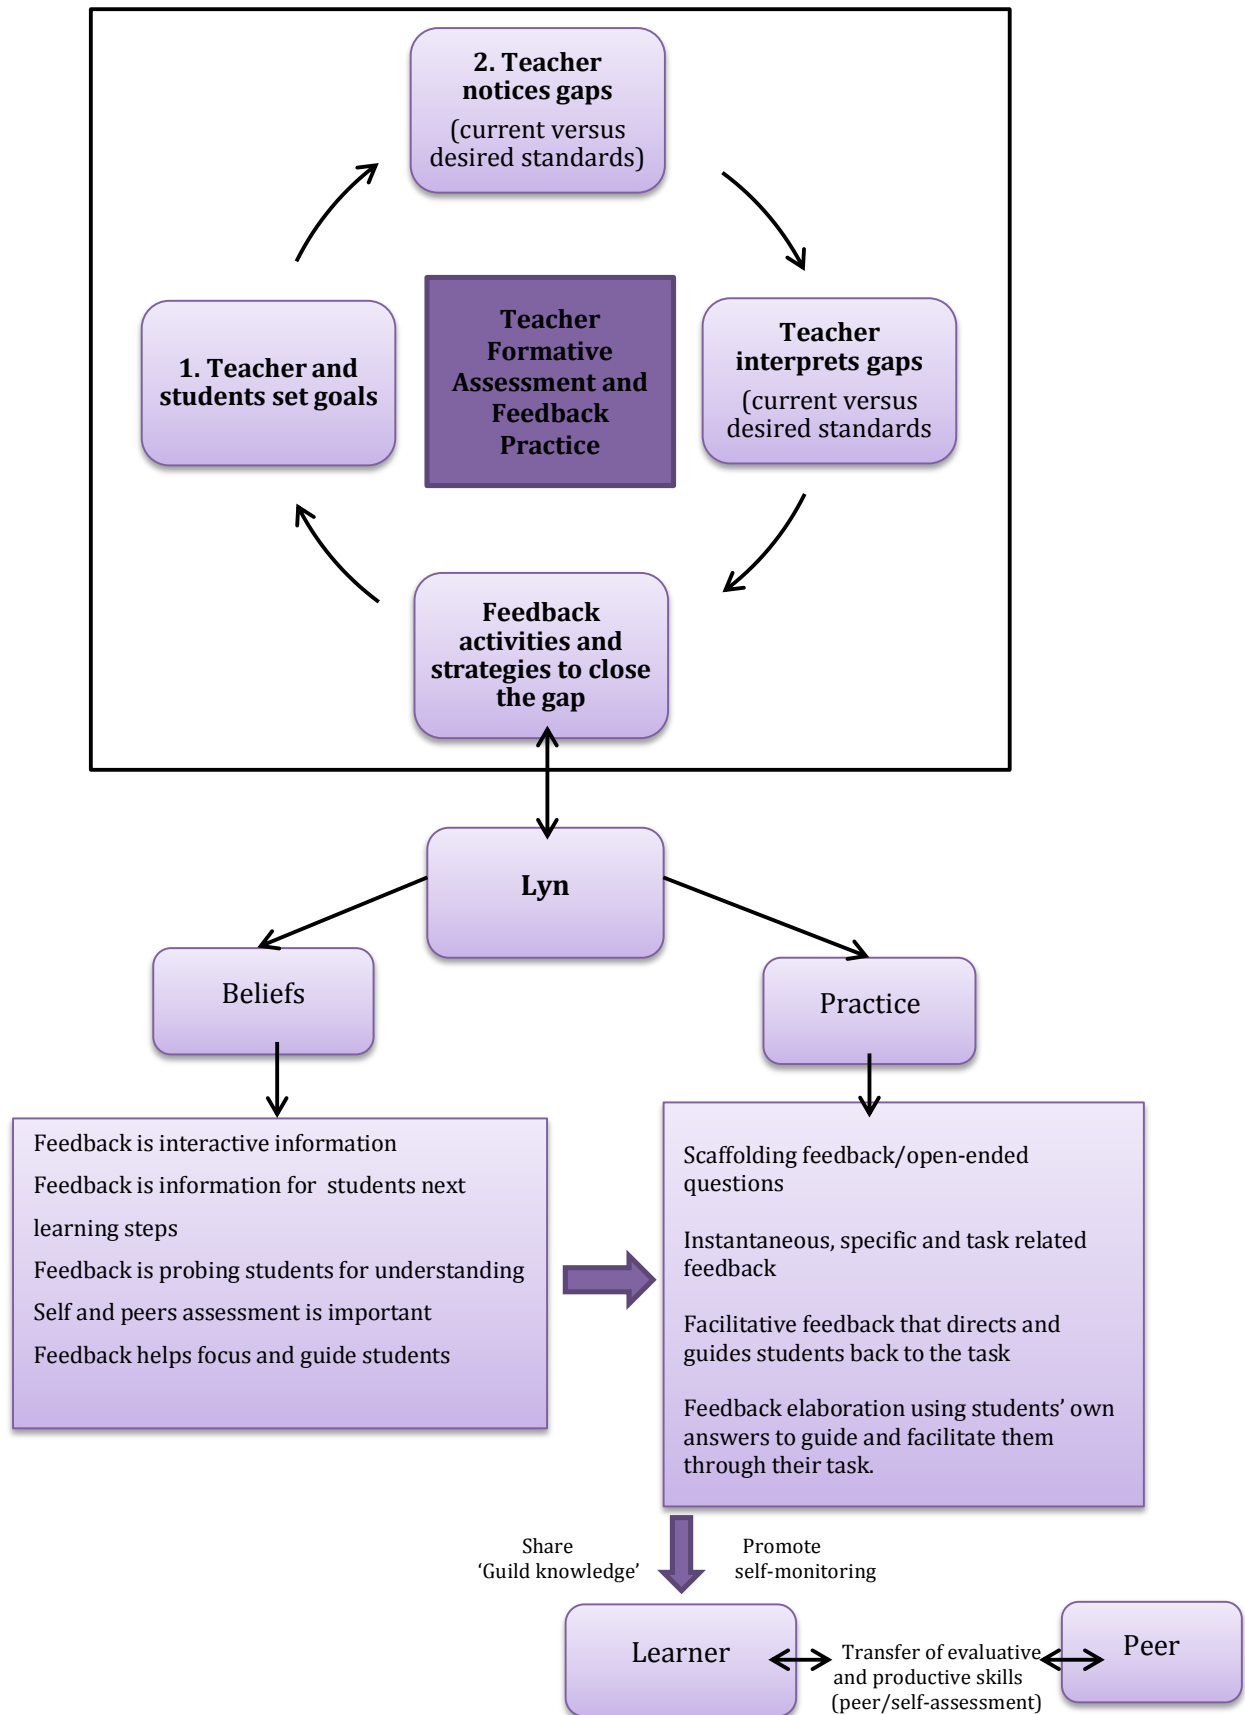 2. Teacher
notices gaps
(current versus
desired standards)
1. Teacher and
students set goals
Teacher
Formative
Assessment and
Feedback
Practice
Teacher
interprets gaps
(current versus
desired standards
Feedback
activities and
strategies to close
the gap
Lyn
Beliefs
Practice
Feedback is interactive information
Feedback is information for students next
learning steps
Feedback is probing students for understanding
Self and peers assessment is important
Feedback helps focus and guide students
Scaffolding feedback/open-ended
questions
Instantaneous, specific and task related
feedback
Facilitative feedback that directs and
guides students back to the task
Feedback elaboration using students’ own
answers to guide and facilitate them
through their task.
Share
‘Guild knowledge’
Promote
self-monitoring
Learner
Transfer of evaluative
and productive skills
(peer/self-assessment)
Peer